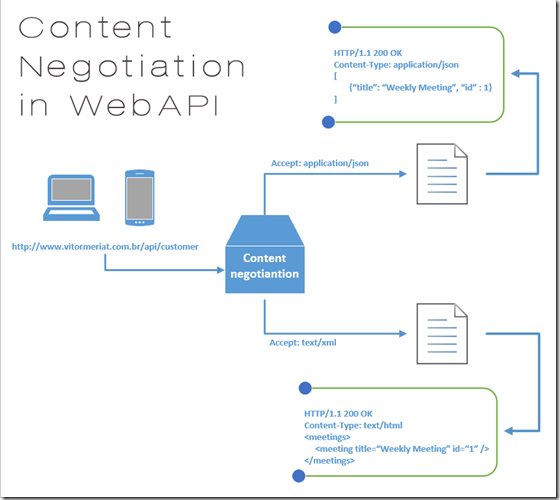 Content
Negotiation
in WebAPI
HTTP/1.1 200 OK
Content-Type: application/json
[
{"title": "Weekly Meeting", "id" : 1}
]
Accept: application/json
http://www.vitormeriat.com.br/api/customer
Content
negotiantion
Accept: text/xml
HTTP/1.1 200 OK
Content-Type: text/html
<meetings>
<meeting title="Weekly Meeting" id="1" />
</meetings>